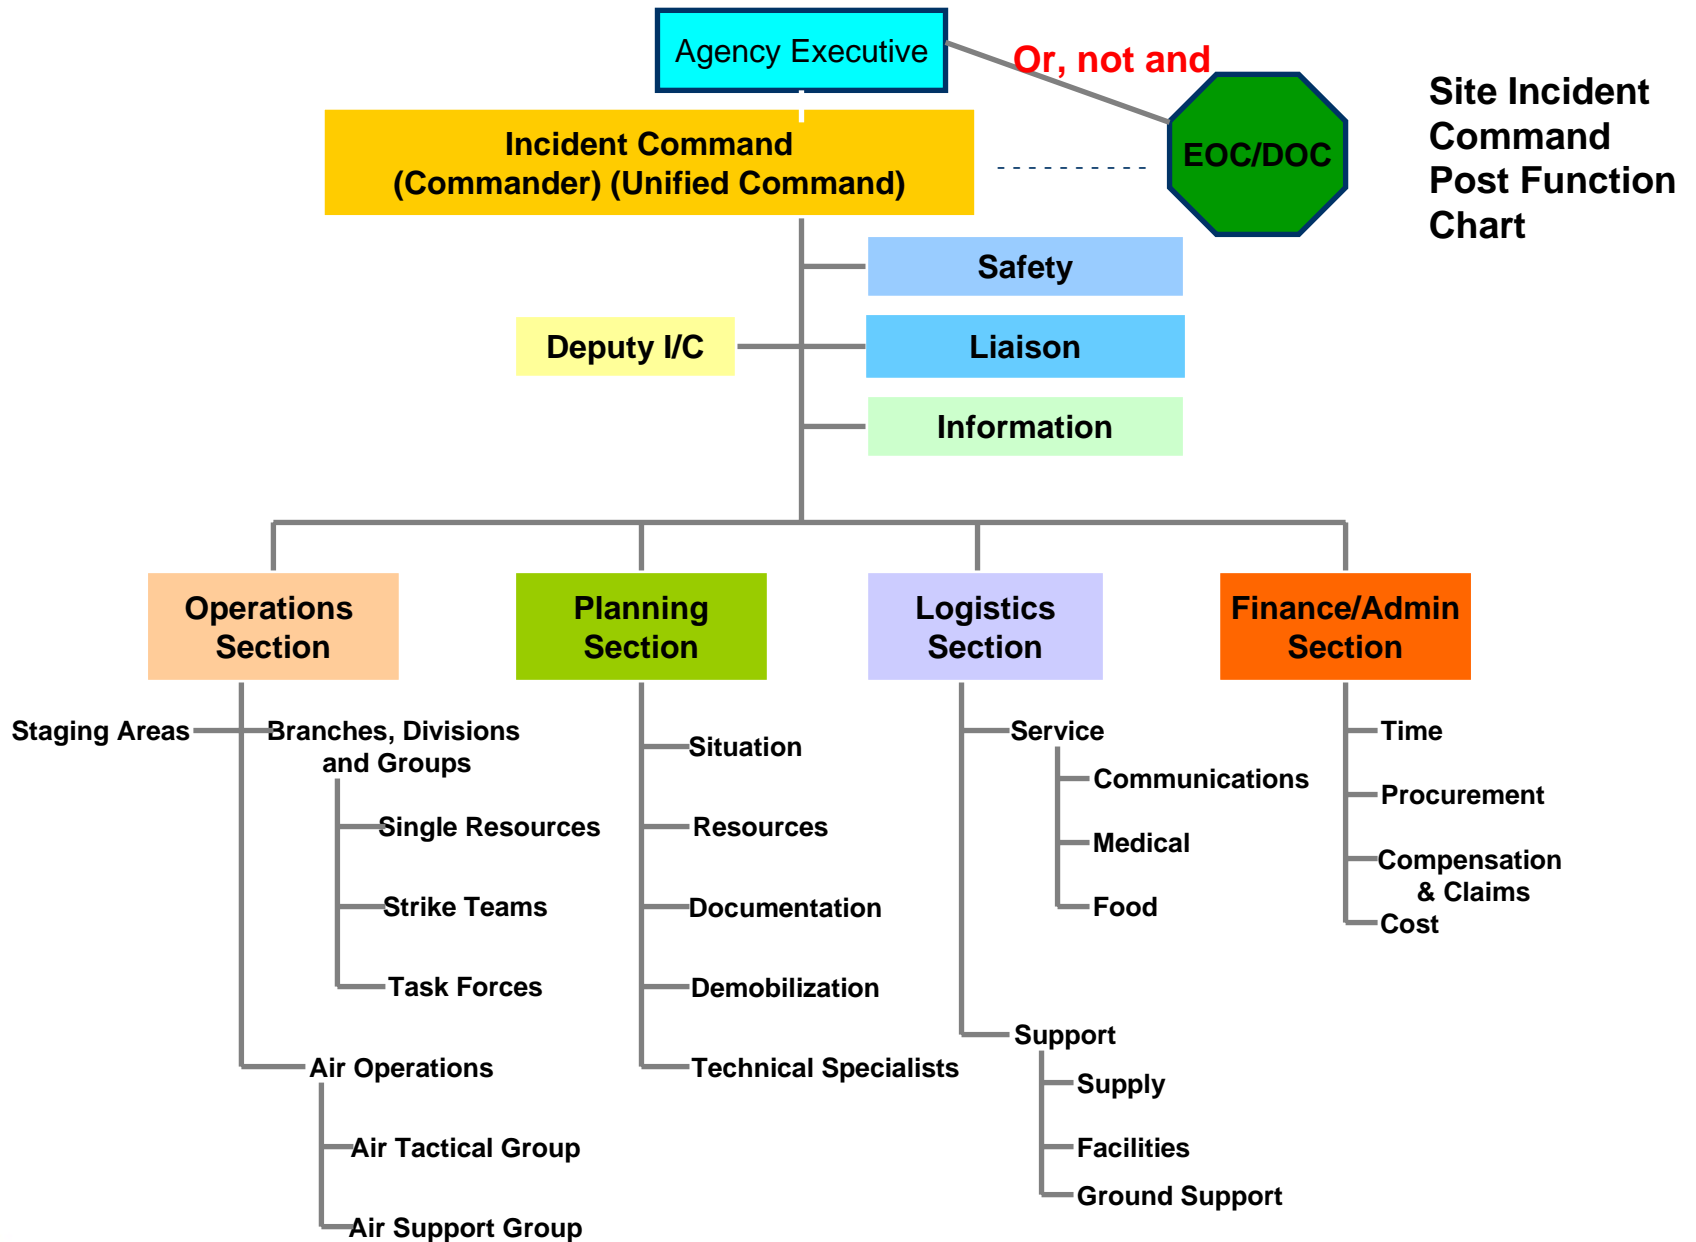 Agency Executive
Or, not and
Site Incident
Command
Post Function
Chart
Incident Command
(Commander) (Unified Command)
EOC/DOC
Safety
Deputy I/C
Liaison
Information
Operations
Section
Planning
Section
Logistics
Section
Finance/Admin
Section
Staging Areas
Branches, Divisions
and Groups
Single Resources
Strike Teams
Task Forces
Air Operations
Air Tactical Group
Air Support Group
Situation
Resources
Documentation
Demobilization
Technical Specialists
Service
Communications
Medical
Food
Support
Supply
Facilities
Ground Support
Time
Procurement
Compensation
& Claims
Cost